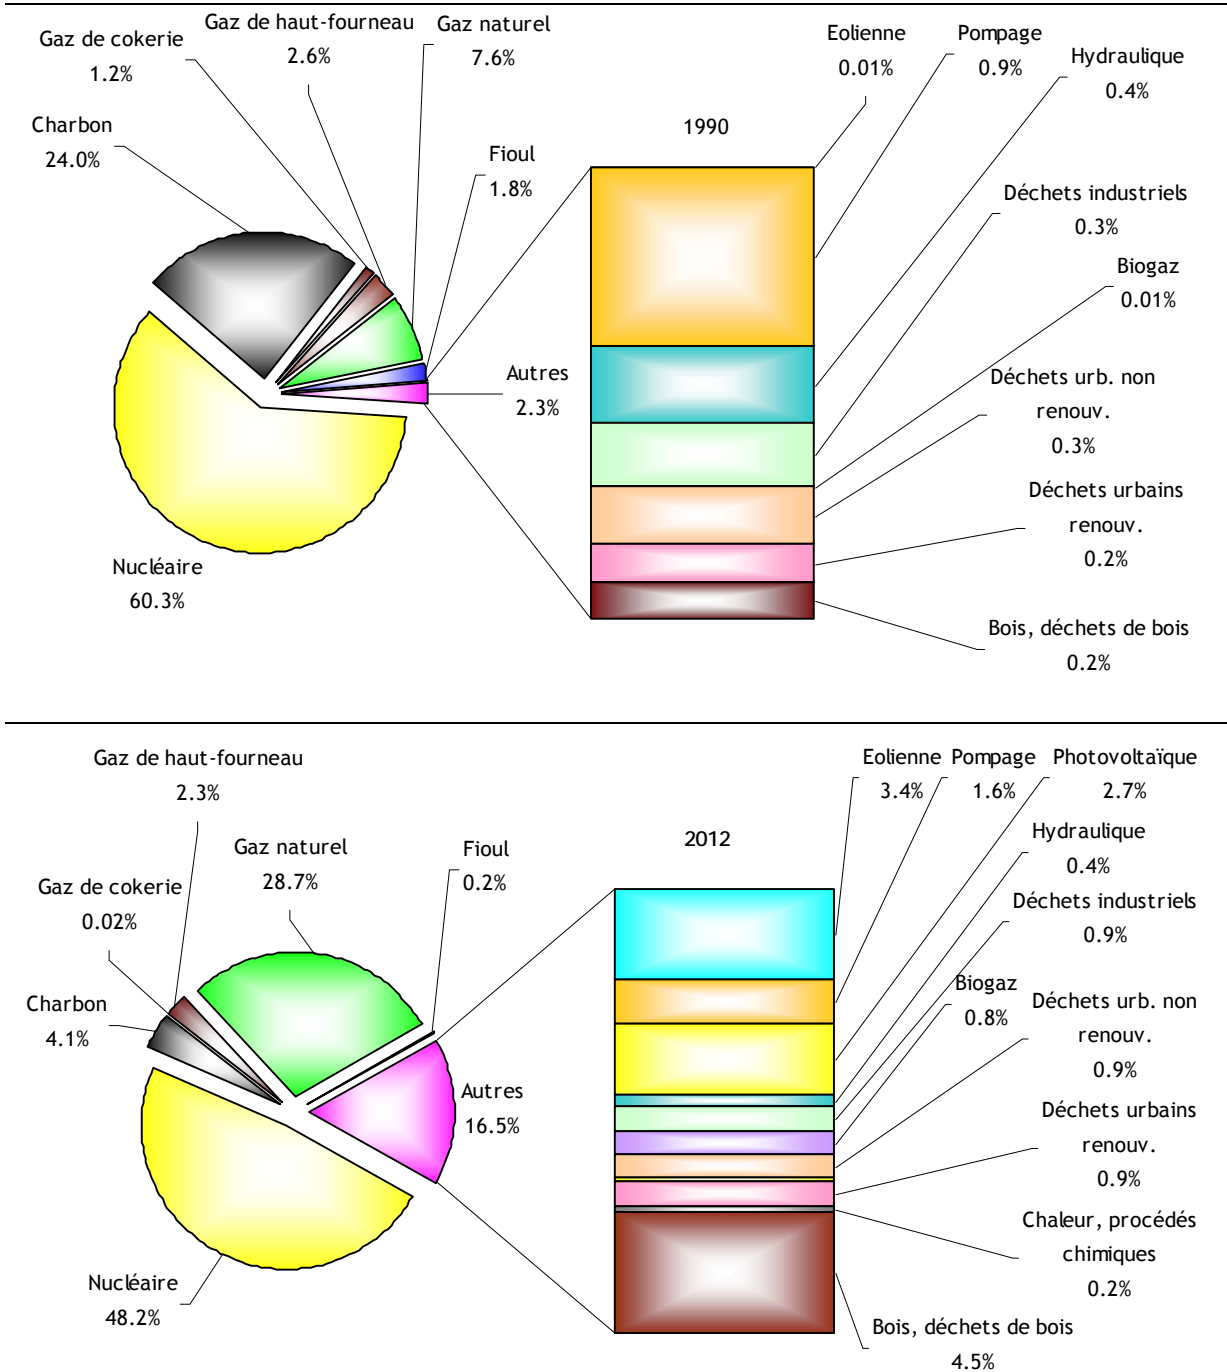 Gaz de haut-fourneau
2.6%
Gaz naturel
7.6%
Gaz de cokerie
1.2%
Charbon
24.0%
Fioul
1.8%
Autres
2.3%
Nucléaire
60.3%
1990
Eolienne
0.01%
Pompage
0.9%
Hydraulique
0.4%
Déchets industriels
0.3%
Biogaz
0.01%
Déchets urb. non
renouv.
0.3%
Déchets urbains
renouv.
0.2%
Bois, déchets de bois
0.2%
Gaz de haut-fourneau
2.3%
Gaz naturel
28.7%
Fioul
0.2%
Gaz de cokerie
0.02%
Charbon
4.1%
Autres
16.5%
Nucléaire
48.2%
2012
Eolienne
3.4%
Pompage
1.6%
Photovoltaïque
2.7%
Hydraulique
0.4%
Déchets industriels
0.9%
Biogaz
0.8%
Déchets urb. non
renouv.
0.9%
Déchets urbains
renouv.
0.9%
Chaleur, procédés
chimiques
0.2%
Bois, déchets de bois
4.5%